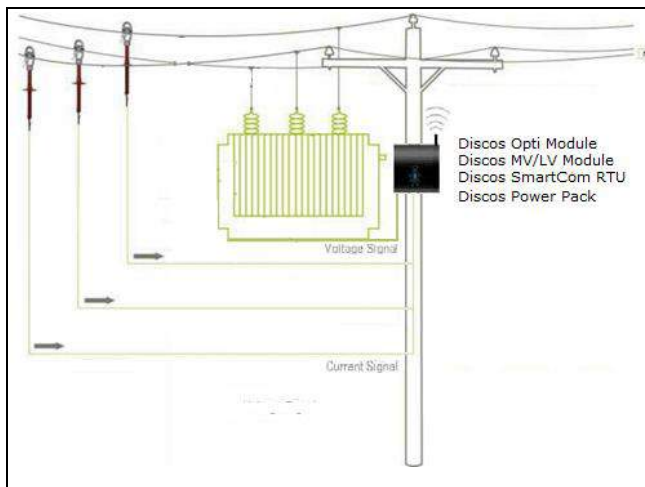 Discos Opti Module
Discos MV/LV Module
Discos SmartCom RTU
Discos Power Pack
Voltage Signal
Current Signal